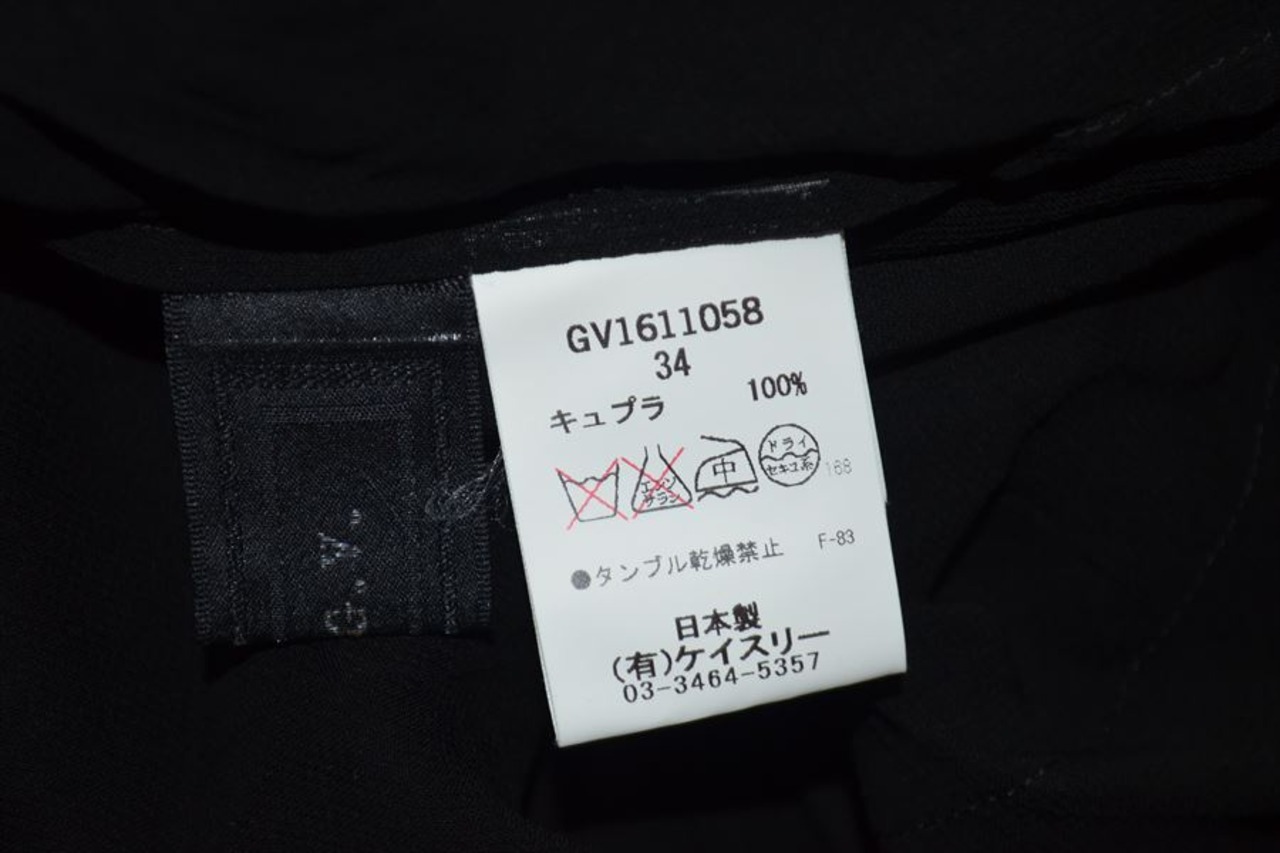 GV1611058
34
キュプラ 100%
エンソ サラシ 中 ドライ セキユ系 168
●タンブル乾燥禁止 F-83
日本製
(有)ケイスリー
03-3464-5357